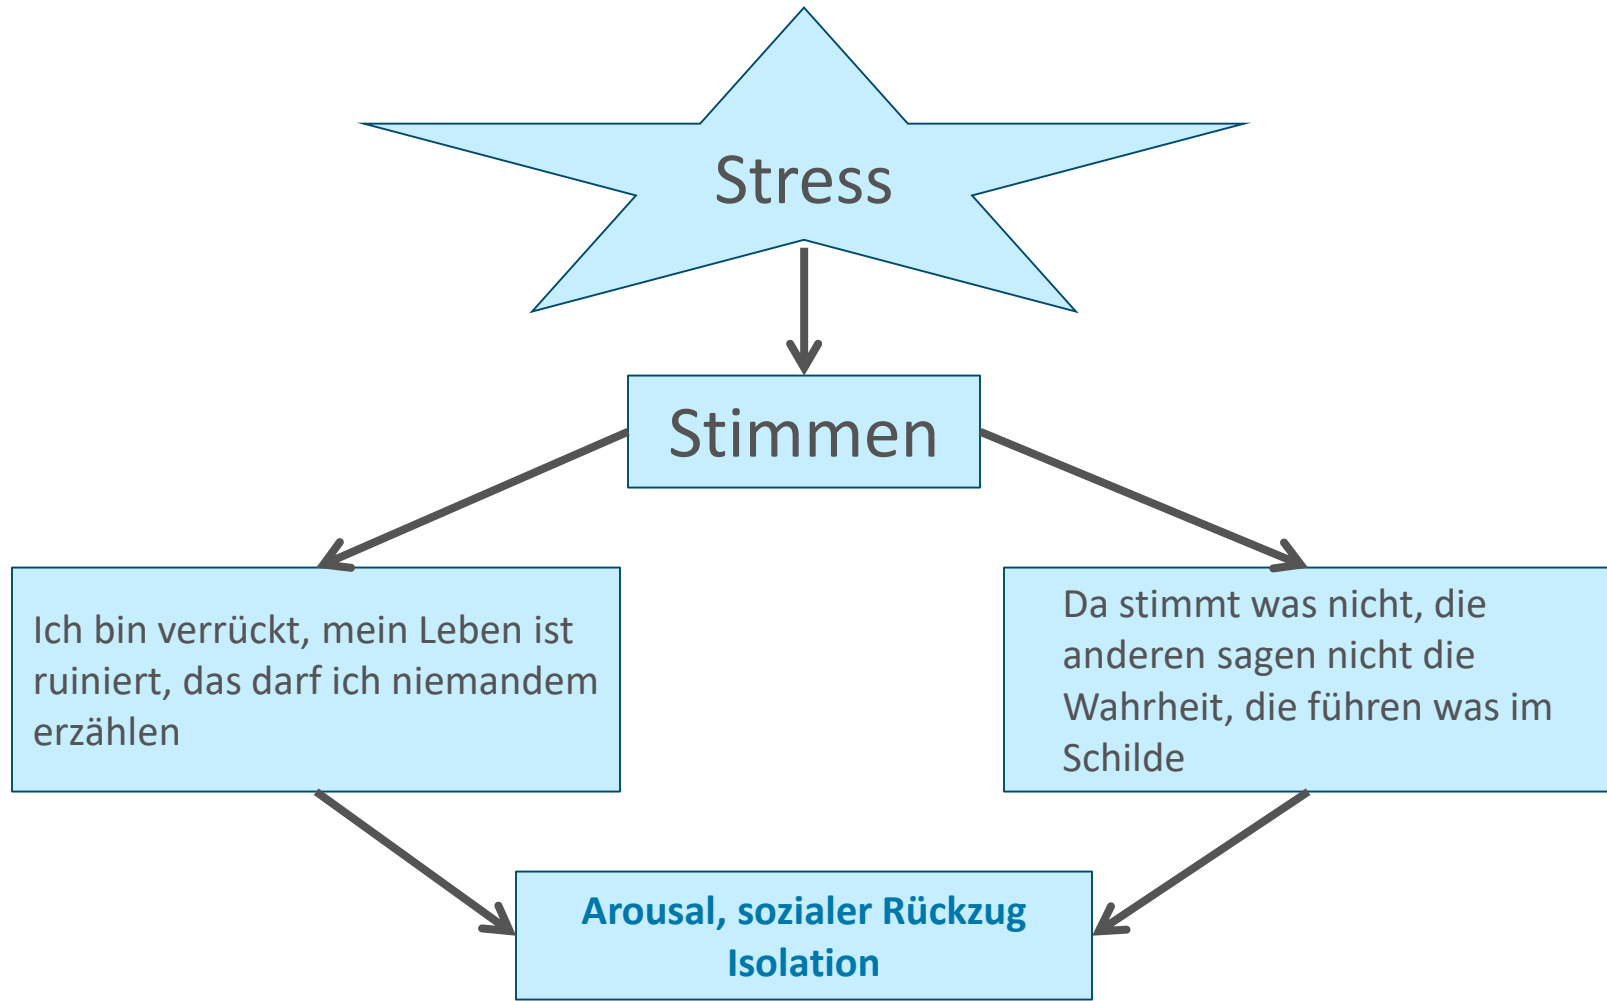 Stress
Stimmen
Ich bin verrückt, mein Leben ist
ruiniert, das darf ich niemandem
erzählen
Da stimmt was nicht, die
anderen sagen nicht die
Wahrheit, die führen was im
Schilde
Arousal, sozialer Rückzug
Isolation